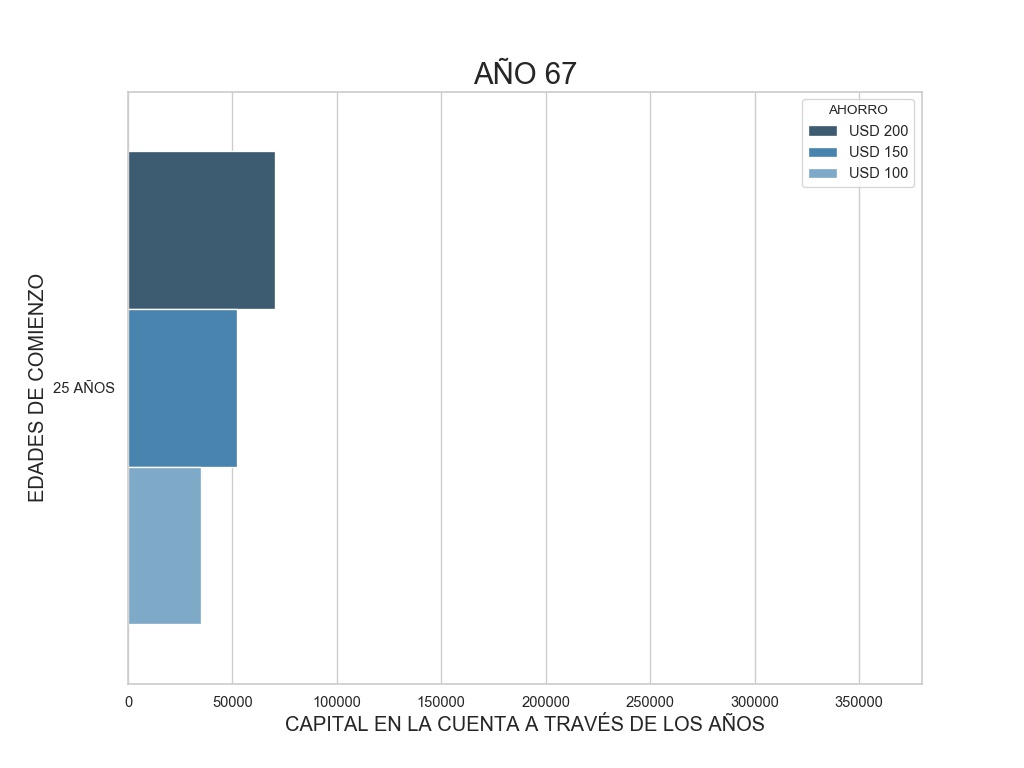 AÑO 67
AHORRO
USD 200
USD 150
USD 100
EDADES DE COMIENZO
25 AÑOS
0 50000 100000 150000 200000 250000 300000 350000
CAPITAL EN LA CUENTA A TRAVÉS DE LOS AÑOS